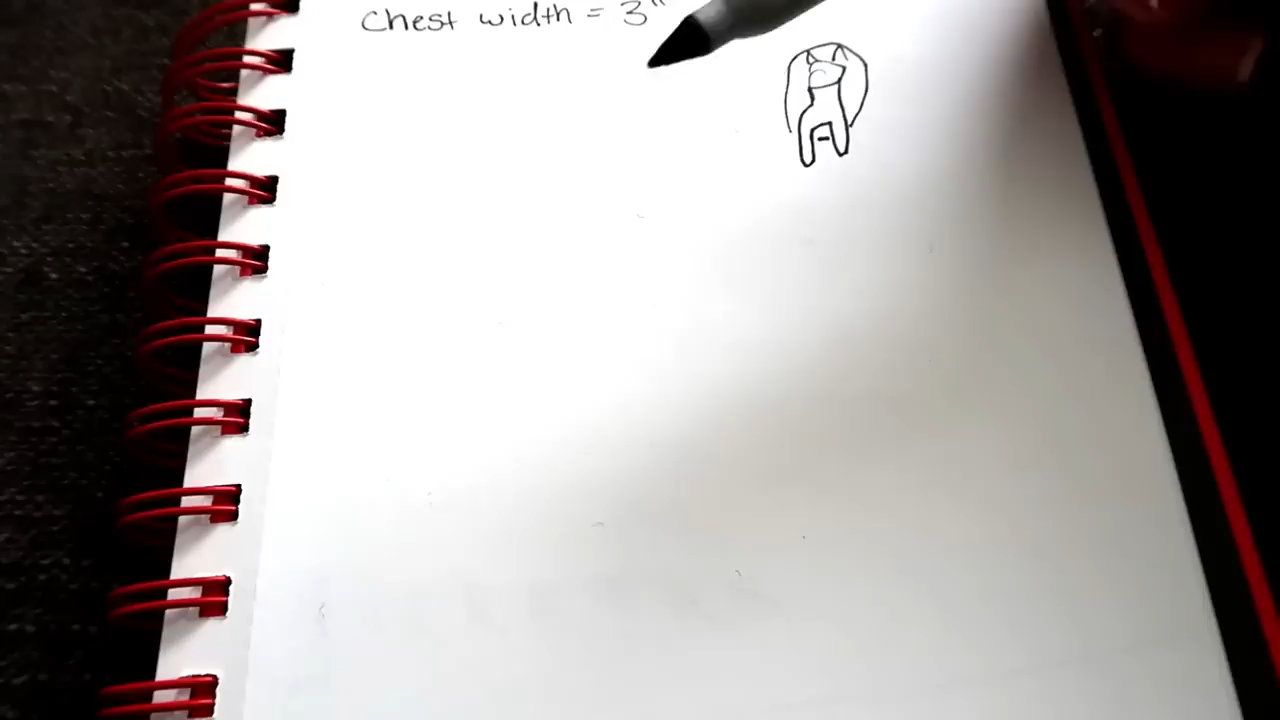 Chest width = 3"